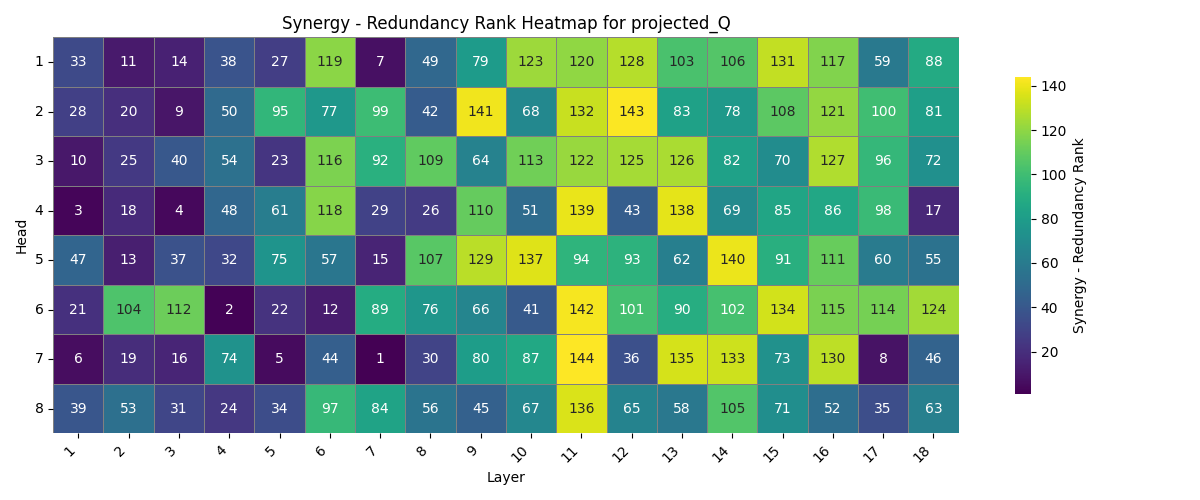 Synergy - Redundancy Rank Heatmap for projected_Q
1 33 11 14 38 27 119 7 49 79 123 120 128 103 106 131 117 59 88
2 28 20 9 50 95 77 99 42 141 68 132 143 83 78 108 121 100 81
3 10 25 40 54 23 116 92 109 64 113 122 125 126 82 70 127 96 72
4 3 18 4 48 61 118 29 26 110 51 139 43 138 69 85 86 98 17
5 47 13 37 32 75 57 15 107 129 137 94 93 62 140 91 111 60 55
6 21 104 112 2 22 12 89 76 66 41 142 101 90 102 134 115 114 124
7 6 19 16 74 5 44 1 30 80 87 144 36 135 133 73 130 8 46
8 39 53 31 24 34 97 84 56 45 67 136 65 58 105 71 52 35 63
1 2 3 4 5 6 7 8 9 10 11 12 13 14 15 16 17 18
Layer
Head
140
120
100
80
60
40
20
Synergy - Redundancy Rank